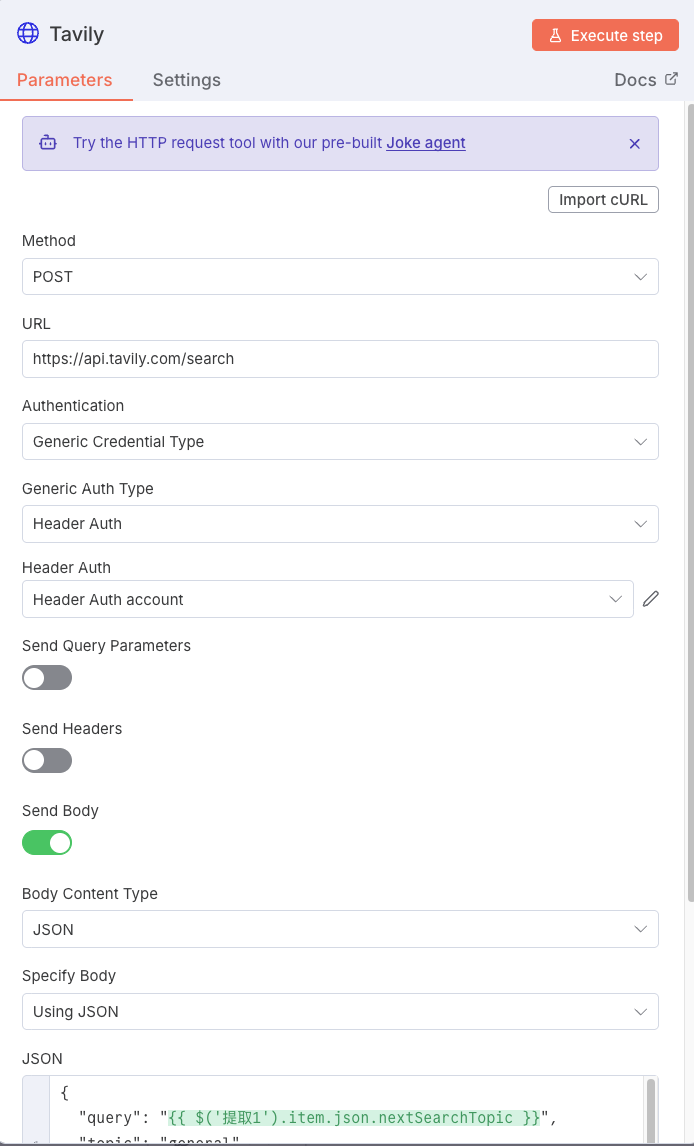 Tavily
Execute step
Parameters
Settings
Docs
Try the HTTP request tool with our pre-built Joke agent
Import cURL
Method
POST
URL
https://api.tavily.com/search
Authentication
Generic Credential Type
Generic Auth Type
Header Auth
Header Auth
Header Auth account
Send Query Parameters
Send Headers
Send Body
Body Content Type
JSON
Specify Body
Using JSON
JSON
{
"query": "{{ $('提取1').item.json.nextSearchTopic }}",
"topic": "general"